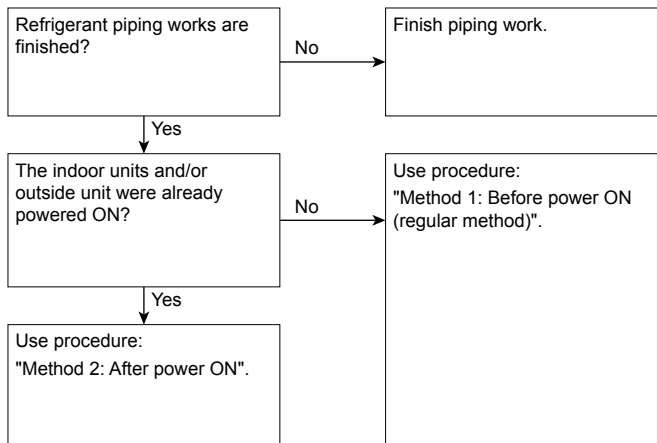 Refrigerant piping works are
finished?
No
Finish piping work.
Yes
The indoor units and/or
outside unit were already
powered ON?
No
Use procedure:
"Method 1: Before power ON
(regular method)".
Yes
Use procedure:
"Method 2: After power ON".